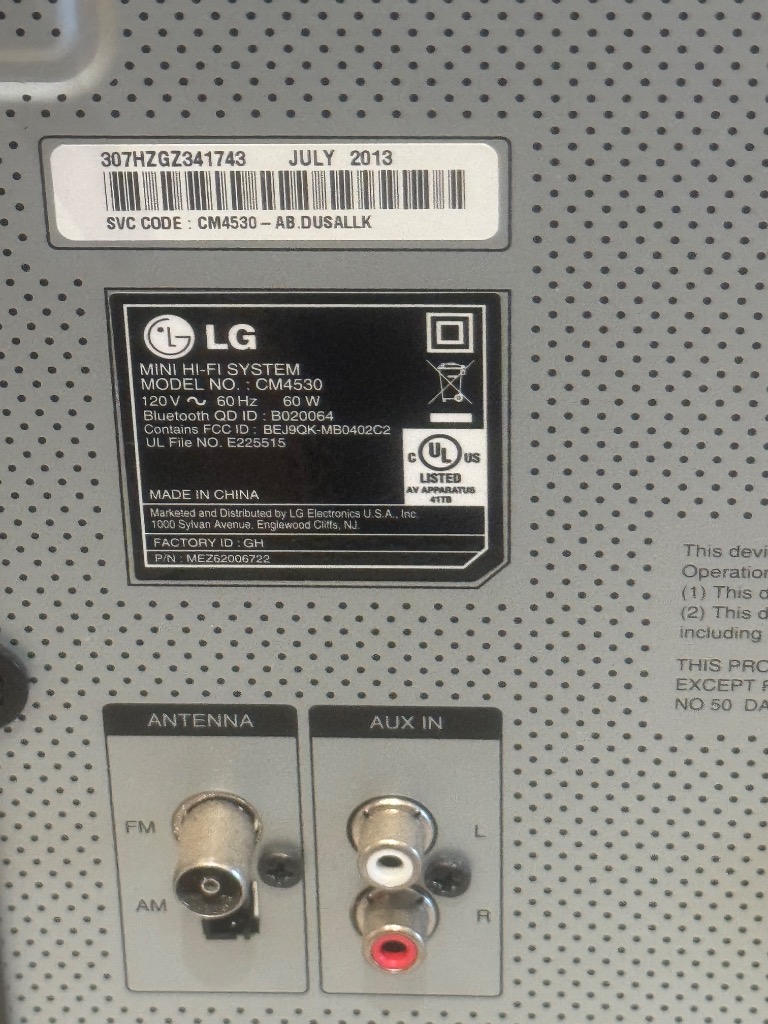 307HZGZ341743 JULY 2013
SVC CODE : CM4530 – AB.DUSALLK
LG
MINI HI-FI SYSTEM
MODEL NO. : CM4530
120 V ~ 60 Hz 60 W
Bluetooth QD ID : B020064
Contains FCC ID : BEJ9QK-MB0402C2
UL File NO. E225515
C UL US
LISTED
AV APPARATUS
41TB
MADE IN CHINA
Marketed and Distributed by LG Electronics U.S.A., Inc.
1000 Sylvan Avenue, Englewood Cliffs, NJ.
FACTORY ID : GH
P/N : MEZ62006722
This devi
Operation
(1) This d
(2) This d
including
THIS PRO
EXCEPT F
NO 50 DA
ANTENNA
FM
AM
AUX IN
L
R